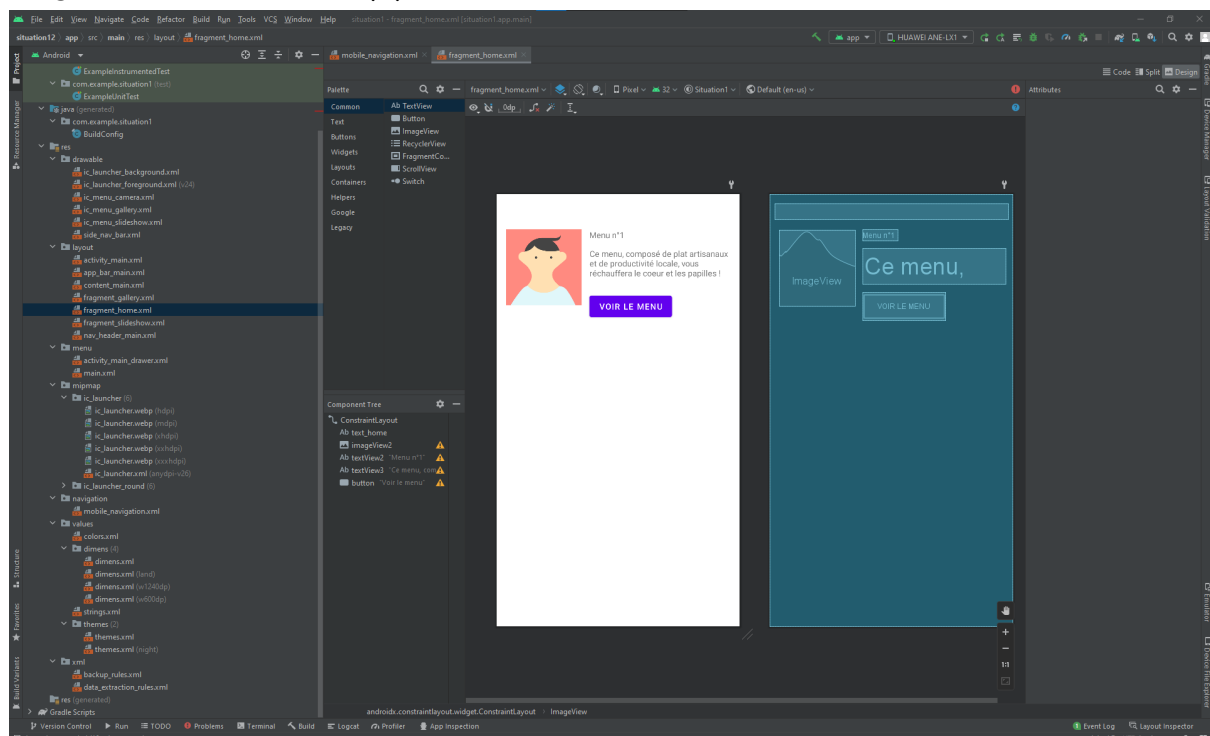 File Edit View Navigate Code Refactor Build Run Tools VCS Window Help situation1 - fragment_home.xml [situation1.app.main]
situation12 app src main res layout fragment_home.xml
app HUAWEI ANE-LX1
Android
mobile_navigation.xml fragment_home.xml
Code Split Design
ExampleInstrumentedTest
com.example.situation1 (test)
ExampleUnitTest
java (generated)
com.example.situation1
BuildConfig
res
drawable
ic_launcher_background.xml
ic_launcher_foreground.xml (v24)
ic_menu_camera.xml
ic_menu_gallery.xml
ic_menu_slideshow.xml
side_nav_bar.xml
layout
activity_main.xml
app_bar_main.xml
content_main.xml
fragment_gallery.xml
fragment_home.xml
fragment_slideshow.xml
nav_header_main.xml
menu
activity_main_drawer.xml
main.xml
mipmap
ic_launcher (6)
ic_launcher.webp (hdpi)
ic_launcher.webp (mdpi)
ic_launcher.webp (xhdpi)
ic_launcher.webp (xxhdpi)
ic_launcher.webp (xxxhdpi)
ic_launcher.xml (anydpi-v26)
ic_launcher_round (6)
navigation
mobile_navigation.xml
values
colors.xml
dimens (4)
dimens.xml
dimens.xml (land)
dimens.xml (w1240dp)
dimens.xml (w600dp)
strings.xml
themes (2)
themes.xml
themes.xml (night)
xml
backup_rules.xml
data_extraction_rules.xml
res (generated)
Gradle Scripts
Project
Resource Manager
Structure
Favorites
Build Variants
Palette
Common
Text
Buttons
Widgets
Layouts
Containers
Helpers
Google
Legacy
Ab TextView
Button
ImageView
RecyclerView
FragmentCo...
ScrollView
Switch
Component Tree
ConstraintLayout
Ab text_home
imageView2
Ab textView2 "Menu n°1"
Ab textView3 "Ce menu, com
button "Voir le menu"
fragment_home.xml Pixel 32 Situation1 Default (en-us)
0dp
Menu n°1
Ce menu, composé de plat artisanaux
et de productivité locale, vous
réchauffera le coeur et les papilles !
VOIR LE MENU
ImageView
Menu n°1
Ce menu,
VOIR LE MENU
1:1
Attributes
Gradle
Device Manager
Layout Validation
Emulator
Device File Explorer
androidx.constraintlayout.widget.ConstraintLayout ImageView
Version Control Run TODO Problems Terminal Build Logcat Profiler App Inspection
Event Log Layout Inspector